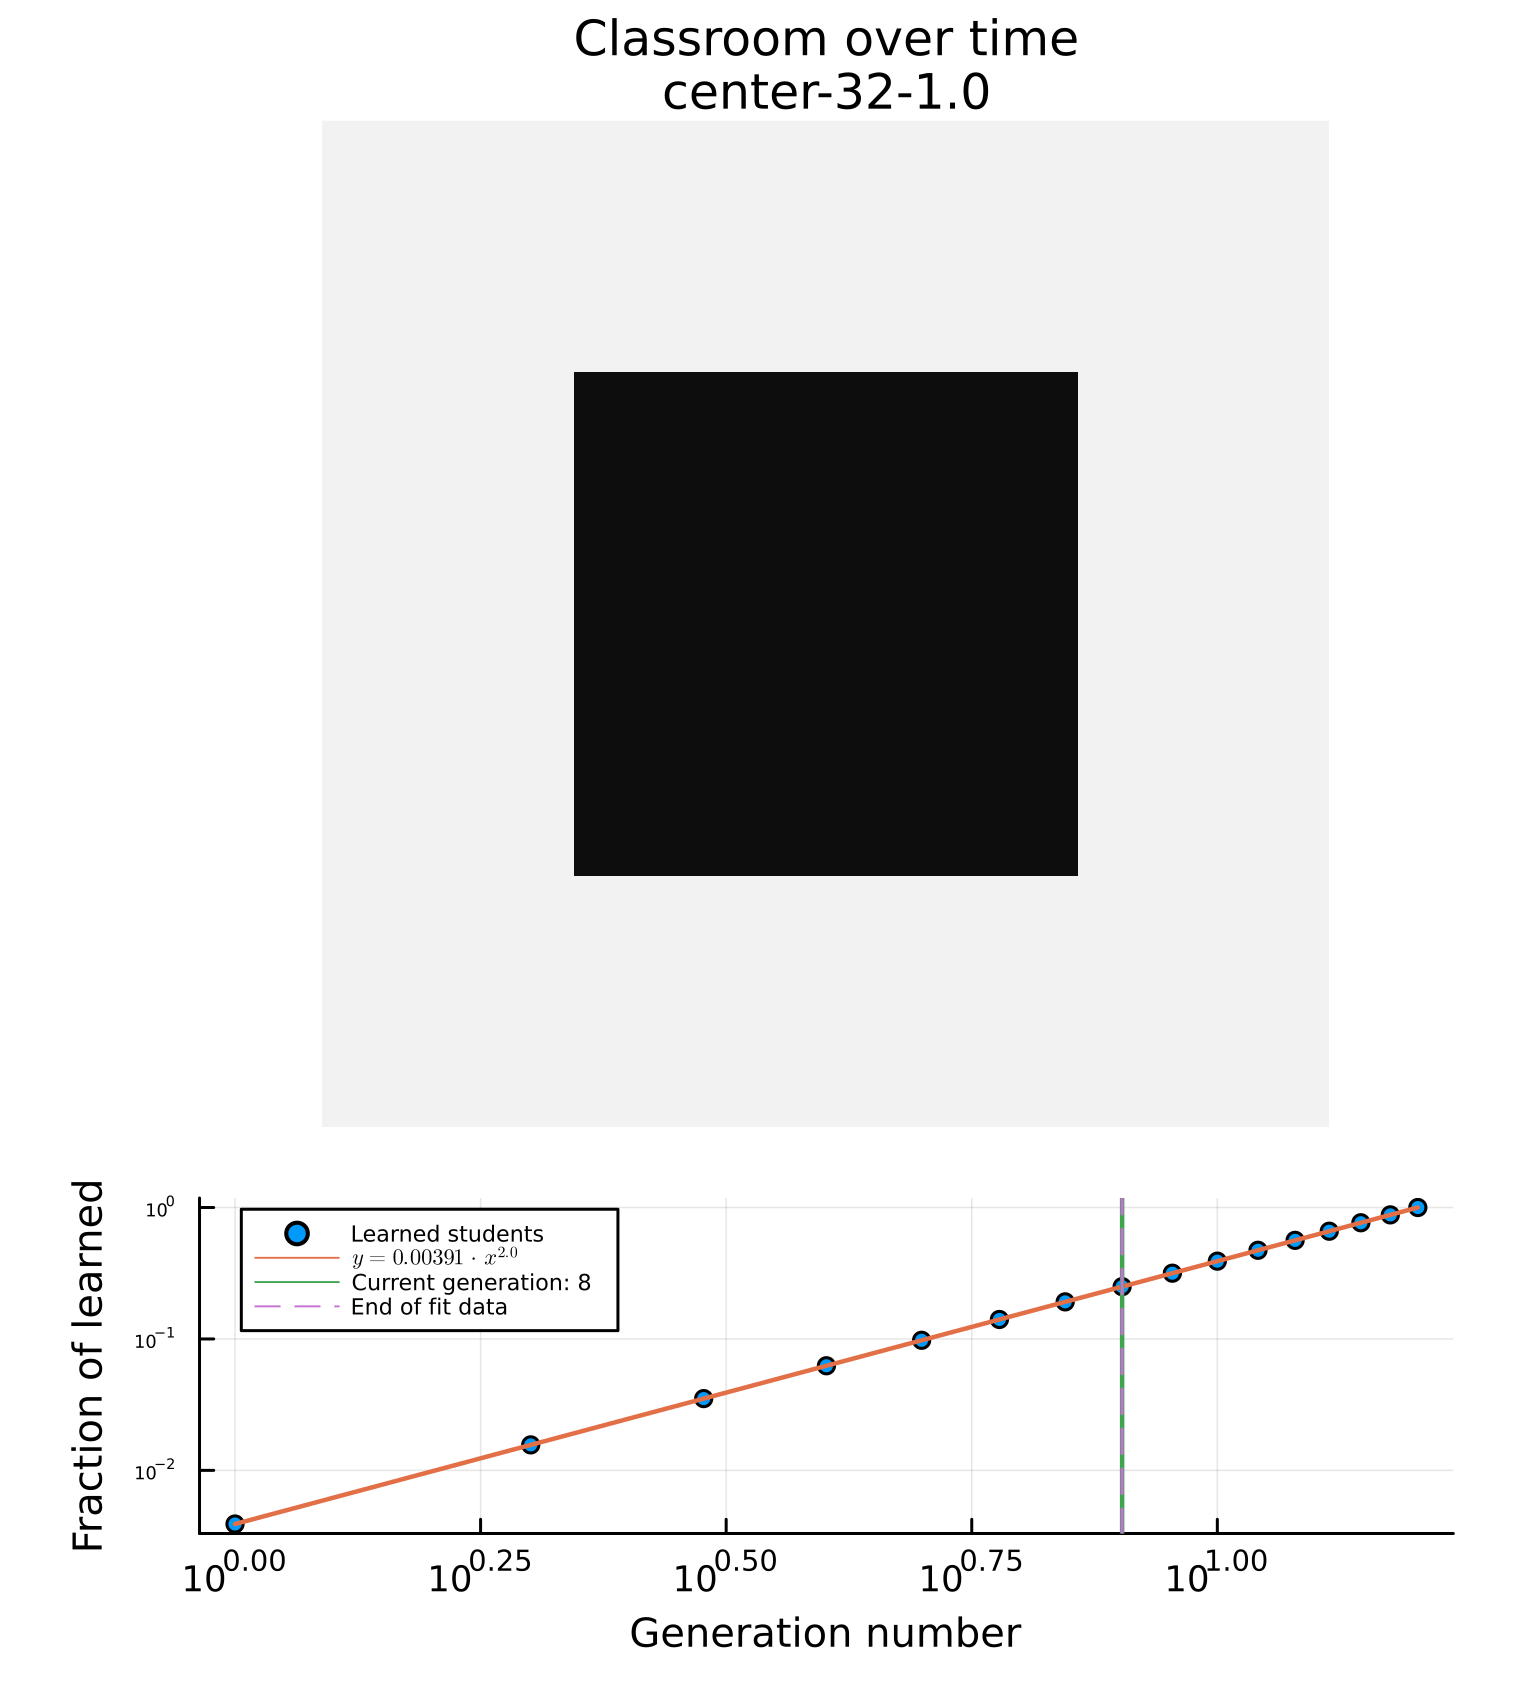 Classroom over time
center-32-1.0
Fraction of learned
10^0
10^−1
10^−2
Learned students
y = 0.00391 · x^2.0
Current generation: 8
End of fit data
10^0.00 10^0.25 10^0.50 10^0.75 10^1.00
Generation number